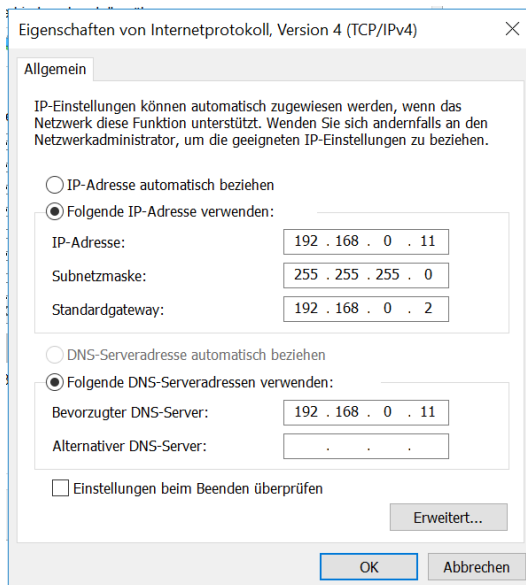 Eigenschaften von Internetprotokoll, Version 4 (TCP/IPv4)
Allgemein
IP-Einstellungen können automatisch zugewiesen werden, wenn das
Netzwerk diese Funktion unterstützt. Wenden Sie sich andernfalls an den
Netzwerkadministrator, um die geeigneten IP-Einstellungen zu beziehen.
IP-Adresse automatisch beziehen
Folgende IP-Adresse verwenden:
IP-Adresse: 192 . 168 . 0 . 11
Subnetzmaske: 255 . 255 . 255 . 0
Standardgateway: 192 . 168 . 0 . 2
DNS-Serveradresse automatisch beziehen
Folgende DNS-Serveradressen verwenden:
Bevorzugter DNS-Server: 192 . 168 . 0 . 11
Alternativer DNS-Server: . . .
Einstellungen beim Beenden überprüfen
Erweitert...
OK Abbrechen